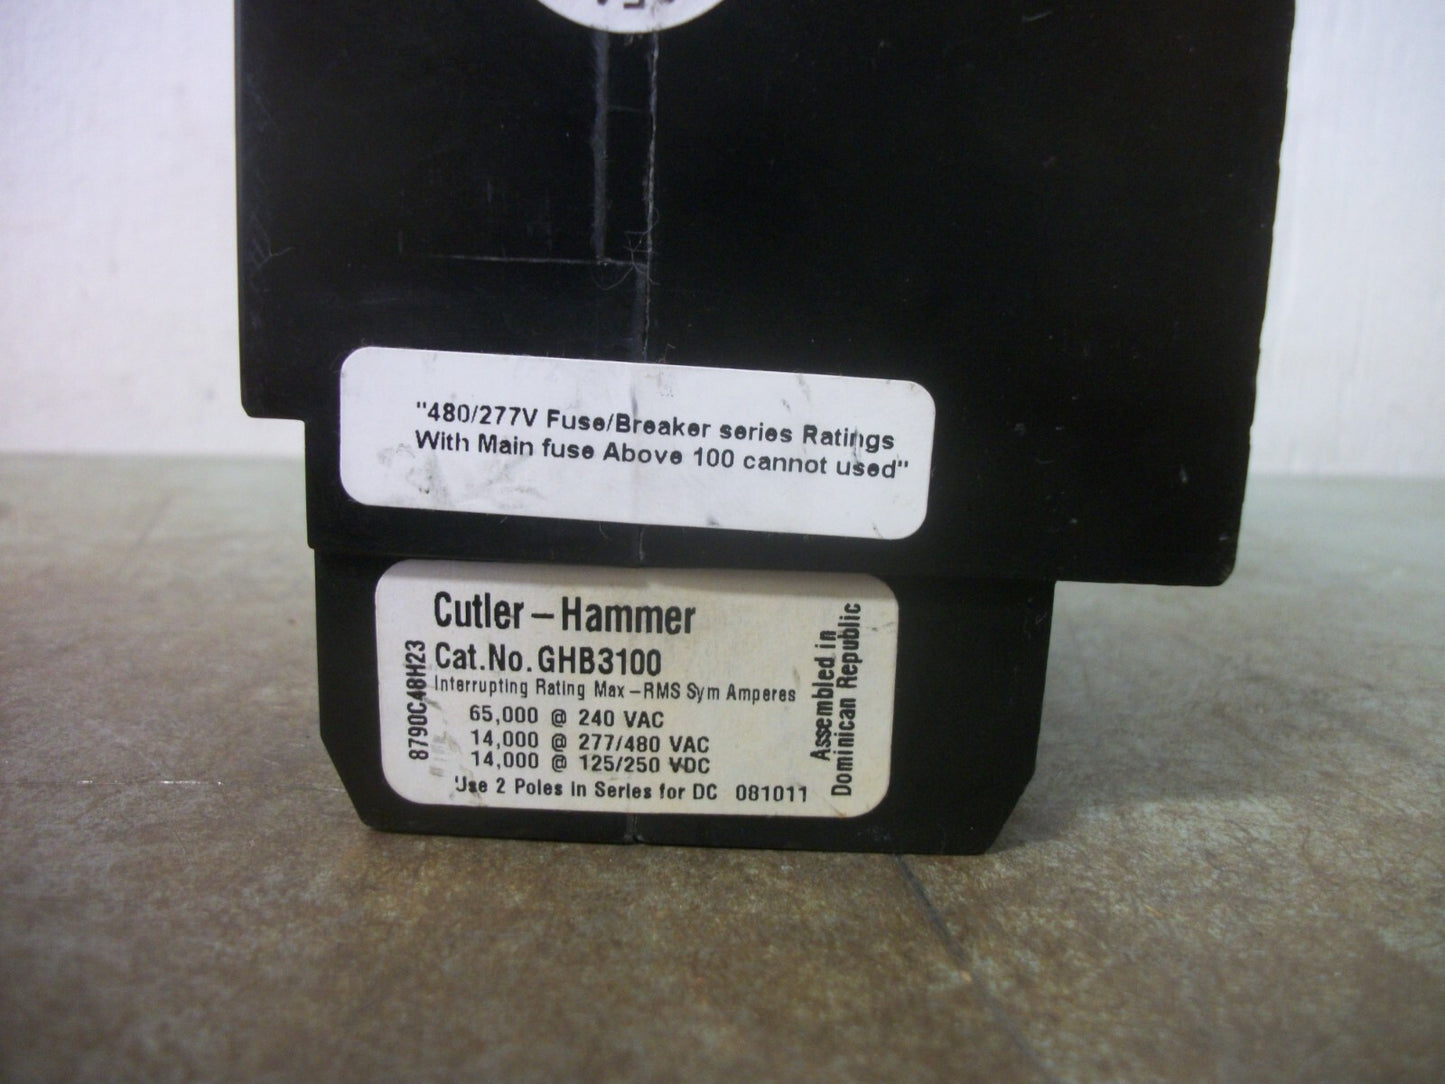 "480/277V Fuse/Breaker series Ratings
With Main fuse Above 100 cannot used"
Cutler-Hammer
Cat.No.GHB3100
Interrupting Rating Max-RMS Sym Amperes
65,000 @ 240 VAC
14,000 @ 277/480 VAC
14,000 @ 125/250 VDC
Use 2 Poles in Series for DC 081011
8790C48H23
Assembled in
Dominican Republic